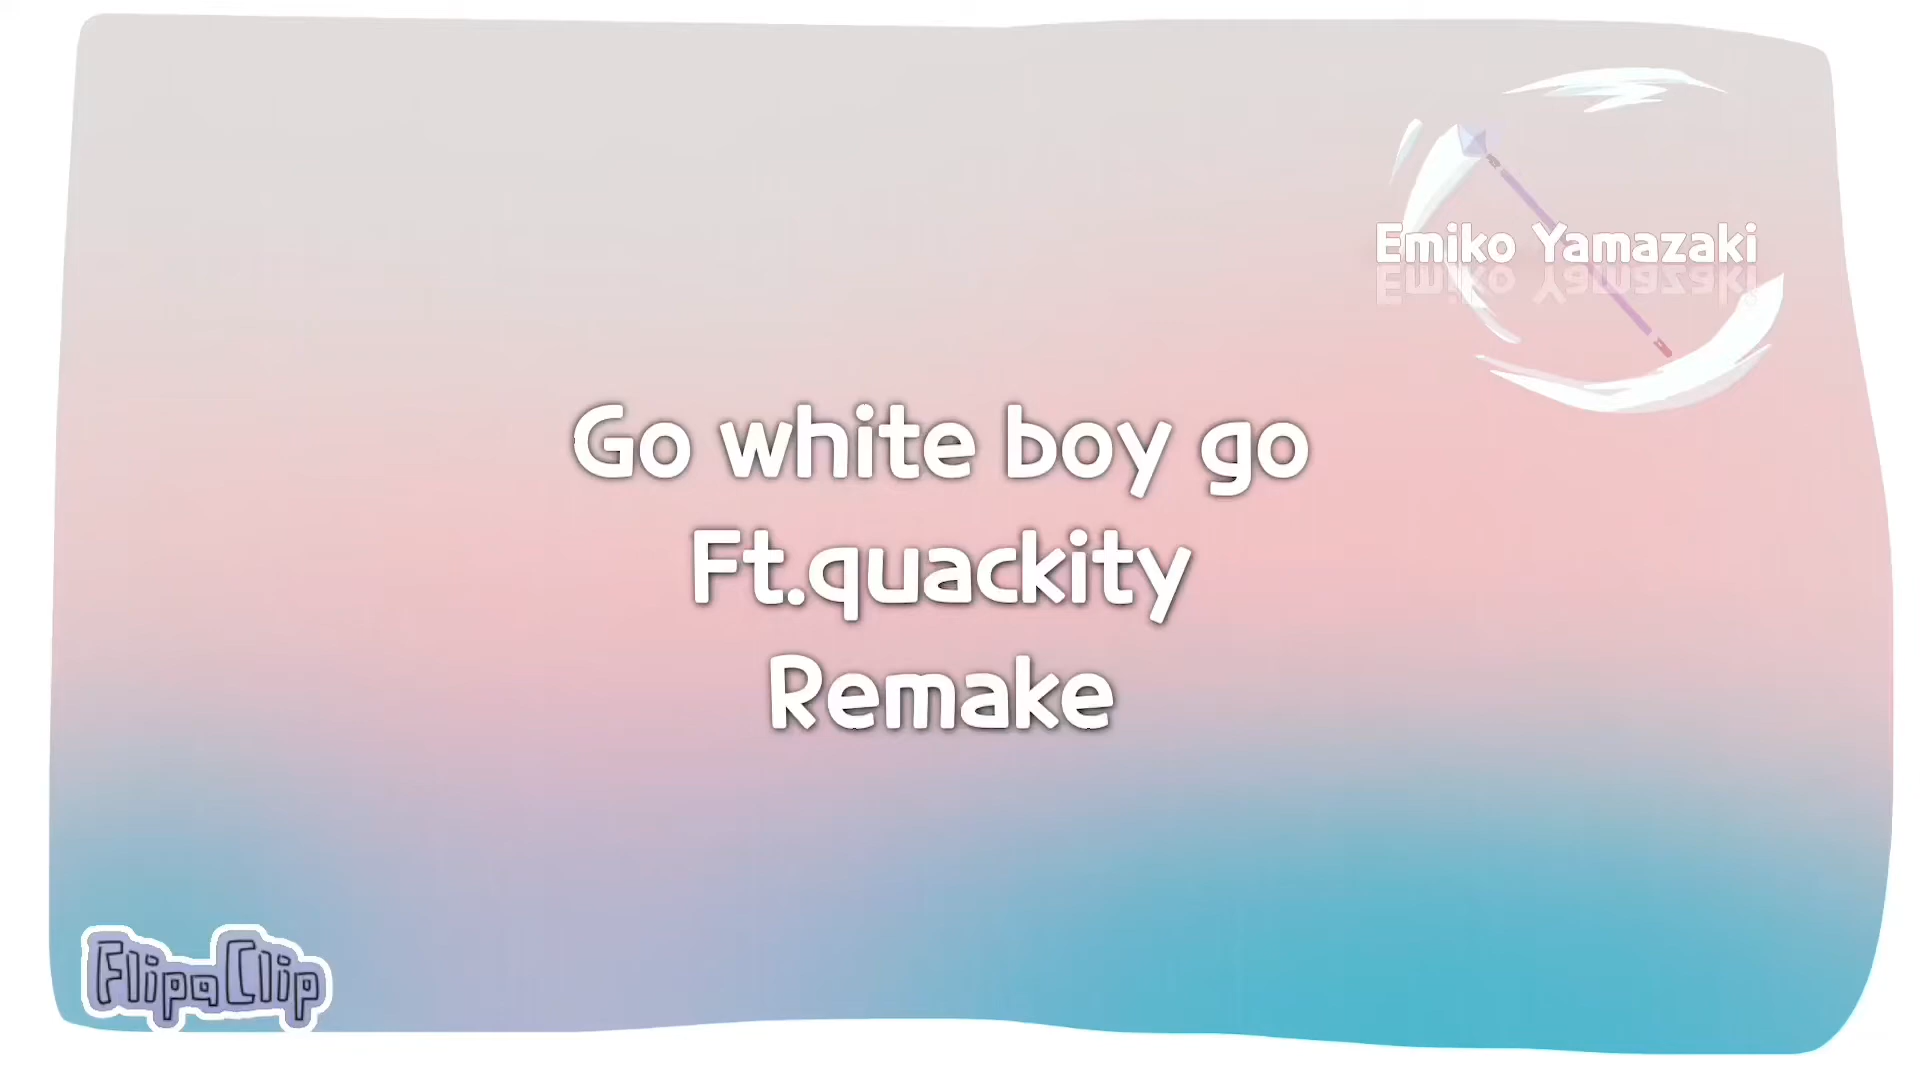 Emiko Yamazaki
Go white boy go
Ft.quackity
Remake
FlipaClip